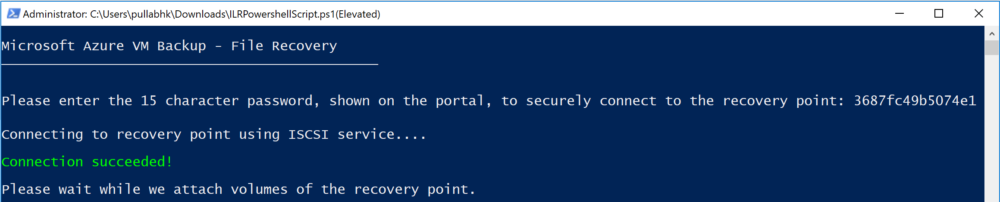 Administrator: C:\Users\pullabhk\Downloads\ILRPowershellScript.ps1(Elevated)
Microsoft Azure VM Backup - File Recovery
Please enter the 15 character password, shown on the portal, to securely connect to the recovery point: 3687fc49b5074e1
Connecting to recovery point using ISCSI service....
Connection succeeded!
Please wait while we attach volumes of the recovery point.